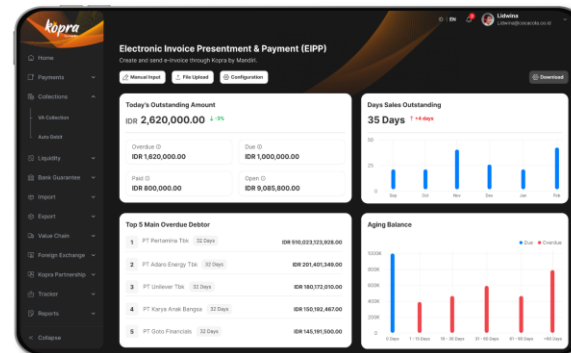 kopra
ID | EN
Lidwina
Home
Payments
Collections
VA Collection
Auto Debit
Liquidity
Bank Guarantee
Import
Export
Value Chain
Foreign Exchange
Kopra Partnership
Tracker
Reports
Collapse
Electronic Invoice Presentment & Payment (EIPP)
Create and send e-invoice through Kopra by Mandiri.
Manual Input
File Upload
Configuration
Download
Today's Outstanding Amount
IDR 2,620,000.00
Overdue
IDR 1,620,000.00
Due
IDR 1,000,000.00
Paid
IDR 800,000.00
Open
IDR 9,085,800.00
Days Sales Outstanding
35 Days ↑ +4 days
50
25
0
Sep Oct Nov Dec Jan Feb
Top 5 Main Overdue Debtor
1 PT Pertamina Tbk 32 Days IDR 516,023,123,928.00
2 PT Adaro Energy Tbk 32 Days IDR 201,401,349.00
3 PT Unilever Tbk 32 Days IDR 180,172,010.00
4 PT Karya Anak Bangsa 32 Days IDR 150,192,467.00
5 PT Goto Financials 32 Days IDR 145,191,500.00
Aging Balance
Due Overdue
1000K
800K
600K
400K
200K
0
0 Days 1 - 15 Days 16 - 30 Days 31 - 60 Days 61 - 90 Days >90 Days